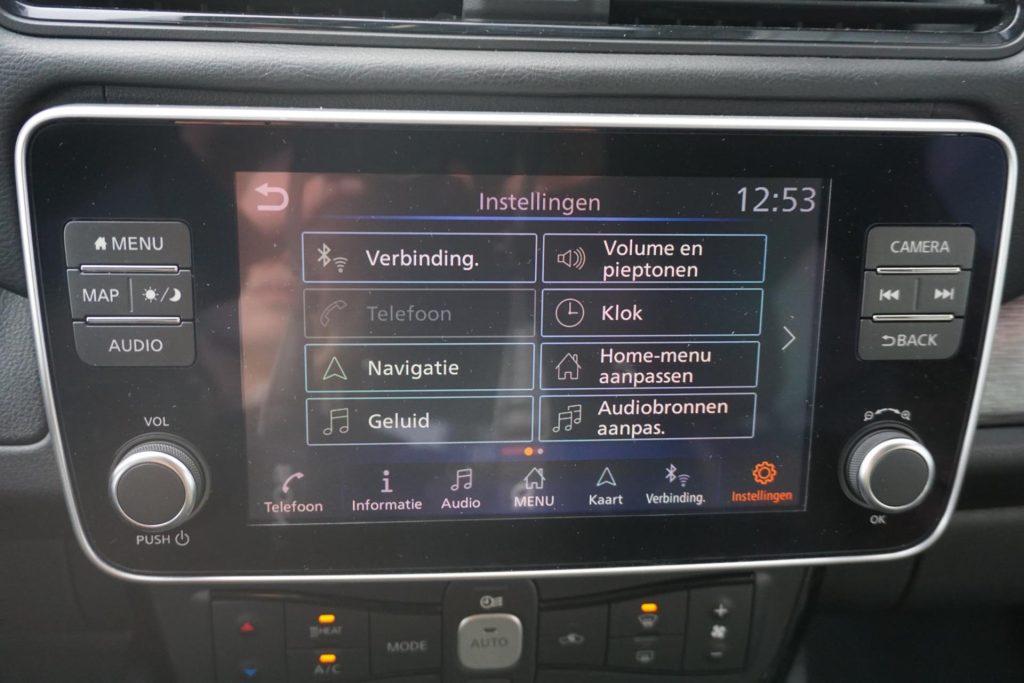 Instellingen
12:53
MENU
MAP
AUDIO
Verbinding.
Volume en
pieptonen
Telefoon
Klok
Navigatie
Home-menu
aanpassen
Geluid
Audiobronnen
aanpas.
CAMERA
BACK
Telefoon
Informatie
Audio
MENU
Kaart
Verbinding.
Instellingen
VOL
PUSH
OK
HEAT
A/C
MODE
AUTO